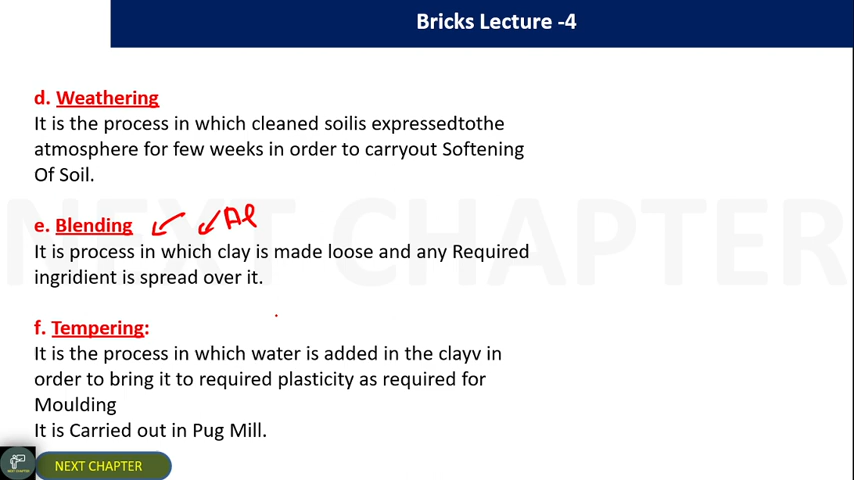 Bricks Lecture -4
d. Weathering
It is the process in which cleaned soilis expressedtothe
atmosphere for few weeks in order to carryout Softening
Of Soil.
e. Blending Al
It is process in which clay is made loose and any Required
ingridient is spread over it.
f. Tempering:
It is the process in which water is added in the clayv in
order to bring it to required plasticity as required for
Moulding
It is Carried out in Pug Mill.
NEXT CHAPTER
NEXT CHAPTER
NEXT CHAPTER